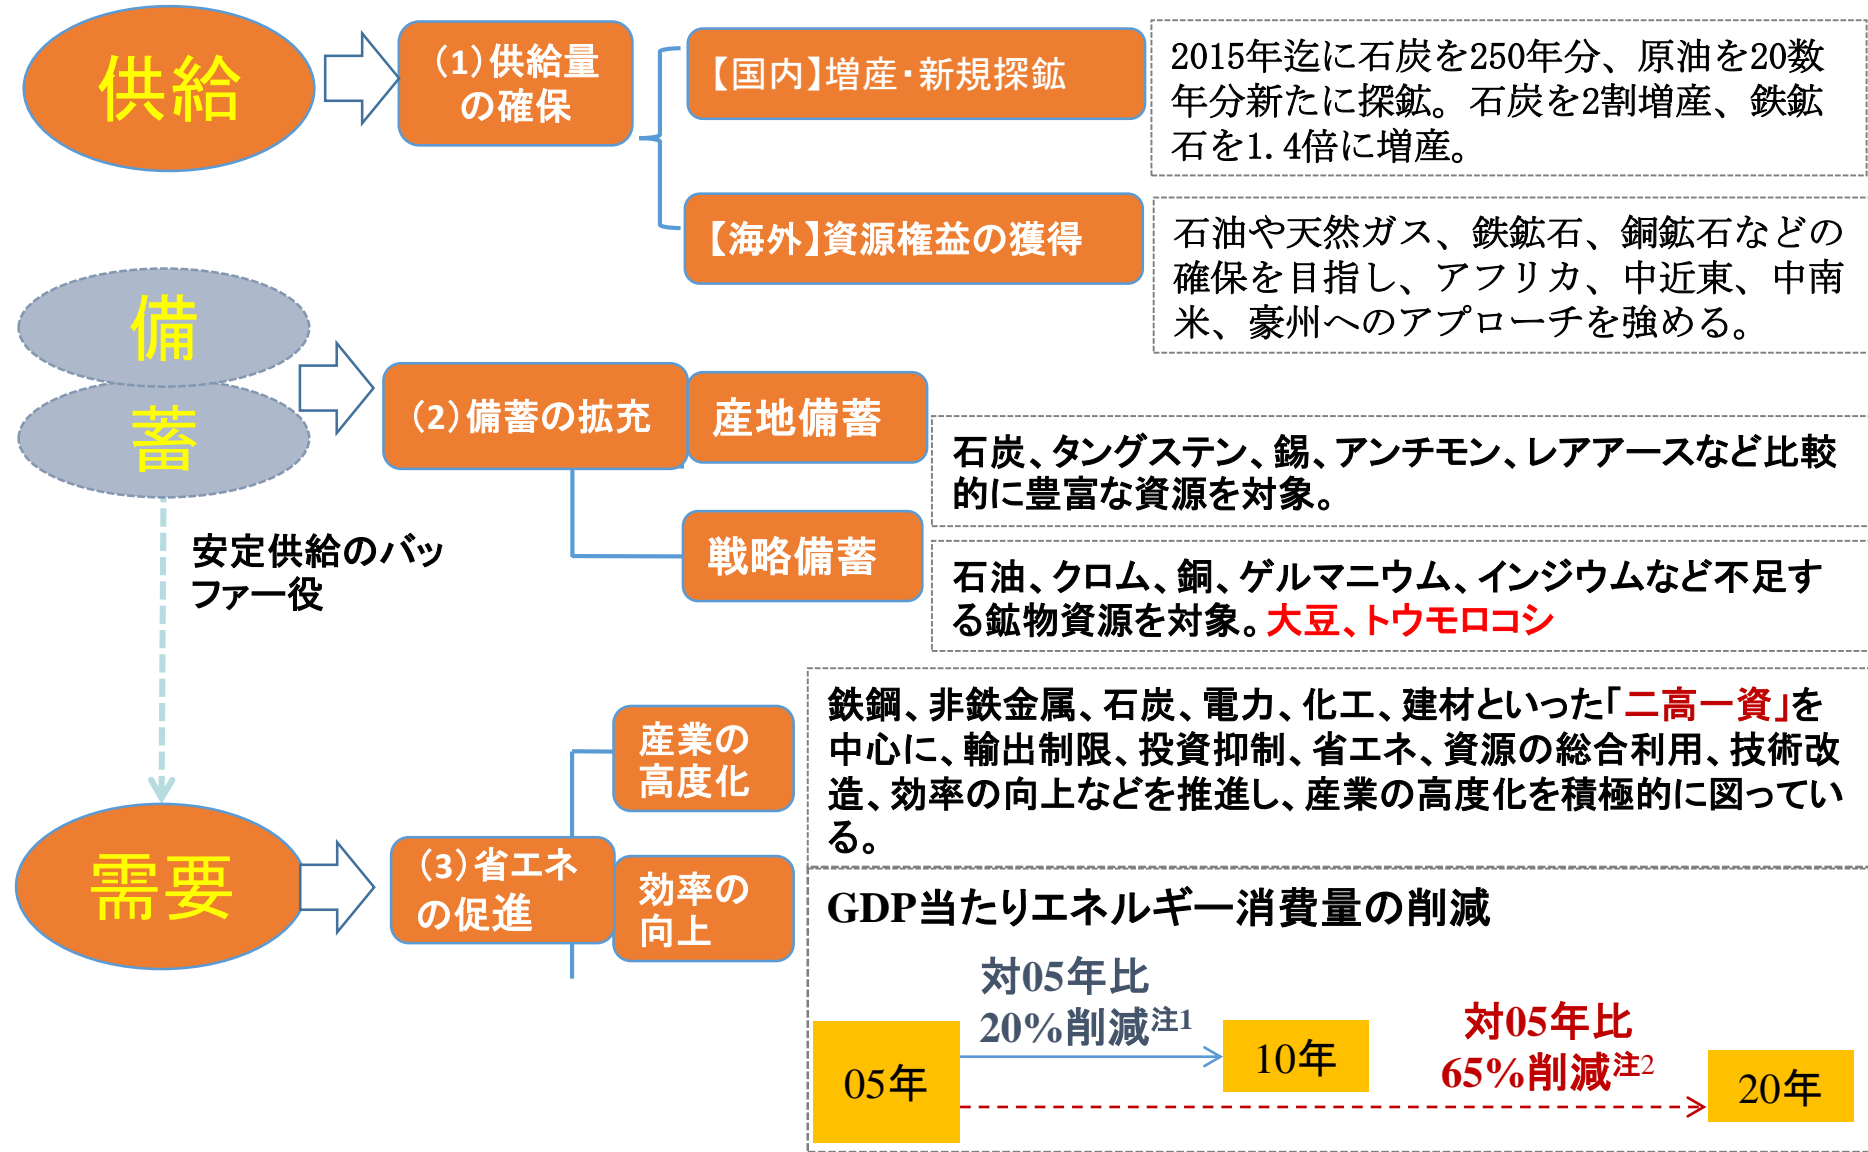 供給
（1）供給量
の確保
【国内】増産・新規探鉱
2015年迄に石炭を250年分、原油を20数
年分新たに探鉱。石炭を2割増産、鉄鉱
石を1.4倍に増産。
【海外】資源権益の獲得
石油や天然ガス、鉄鉱石、銅鉱石などの
確保を目指し、アフリカ、中近東、中南
米、豪州へのアプローチを強める。
備
蓄
（2）備蓄の拡充
産地備蓄
石炭、タングステン、錫、アンチモン、レアアースなど比較
的に豊富な資源を対象。
戦略備蓄
石油、クロム、銅、ゲルマニウム、インジウムなど不足す
る鉱物資源を対象。大豆、トウモロコシ
安定供給のバッ
ファー役
需要
（3）省エネ
の促進
産業の
高度化
鉄鋼、非鉄金属、石炭、電力、化工、建材といった「二高一資」を
中心に、輸出制限、投資抑制、省エネ、資源の総合利用、技術改
造、効率の向上などを推進し、産業の高度化を積極的に図ってい
る。
効率の
向上
GDP当たりエネルギー消費量の削減
対05年比
20%削減注1
対05年比
65%削減注2
05年
10年
20年